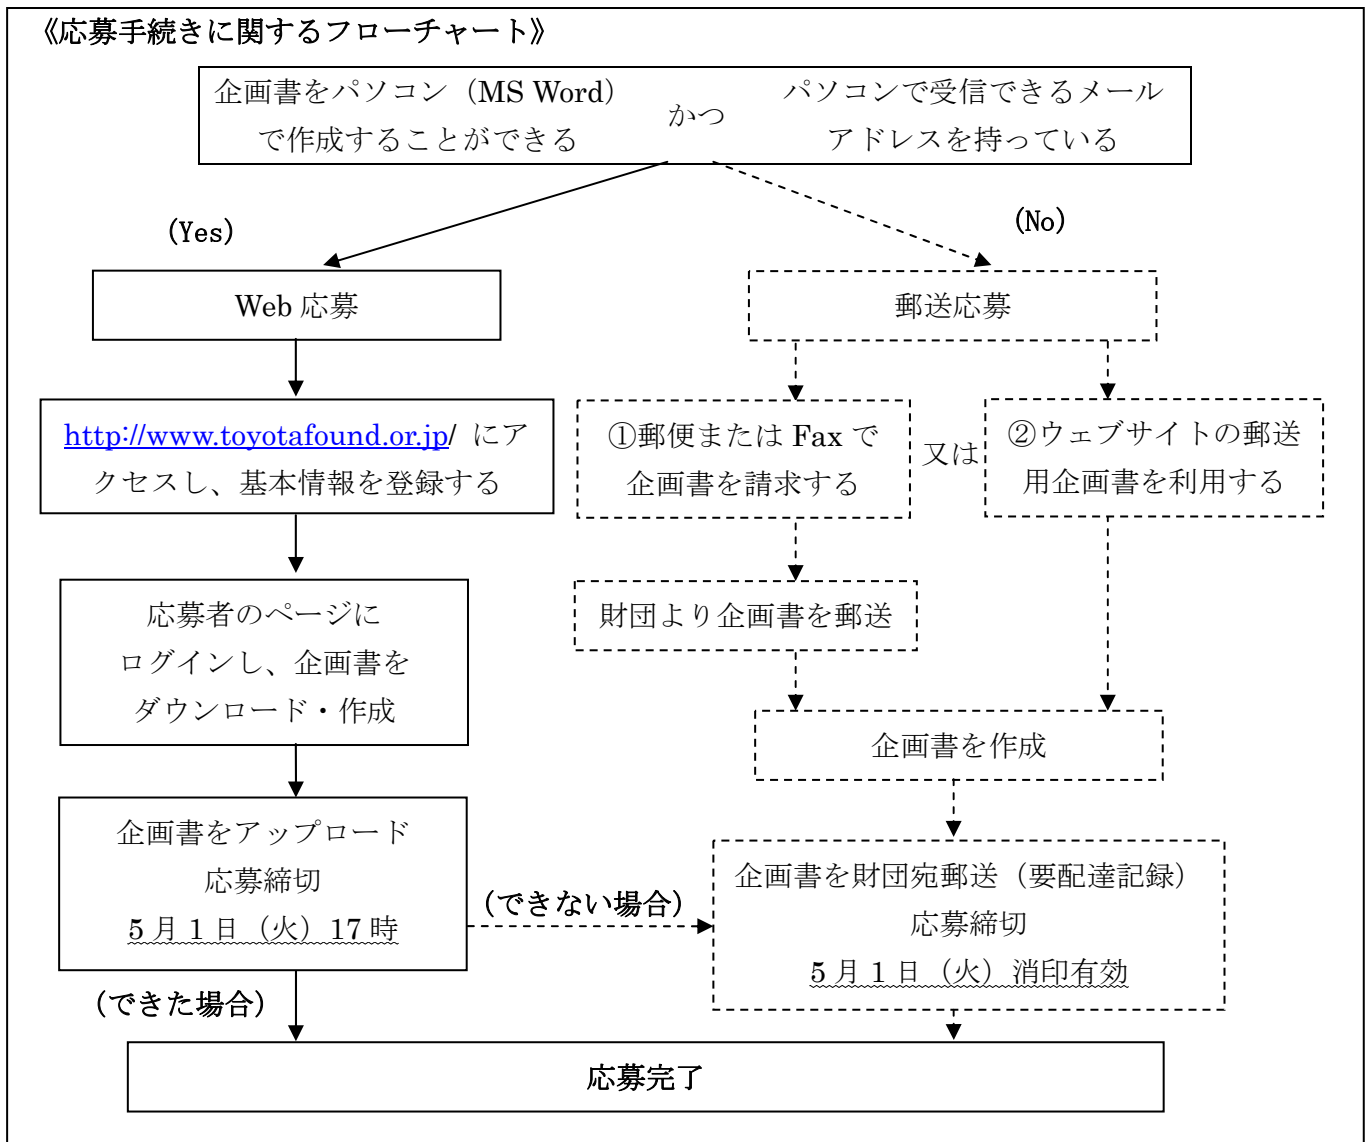 《応募手続きに関するフローチャート》
企画書をパソコン（MS Word）
で作成することができる
かつ
パソコンで受信できるメール
アドレスを持っている
(Yes)
(No)
Web 応募
郵送応募
http://www.toyotafound.or.jp/ にア
クセスし、基本情報を登録する
①郵便または Fax で
企画書を請求する
又は
②ウェブサイトの郵送
用企画書を利用する
応募者のページに
ログインし、企画書を
ダウンロード・作成
財団より企画書を郵送
企画書を作成
企画書をアップロード
応募締切
5 月 1 日（火）17 時
(できない場合)
企画書を財団宛郵送（要配達記録）
応募締切
5 月 1 日（火）消印有効
(できた場合)
応募完了